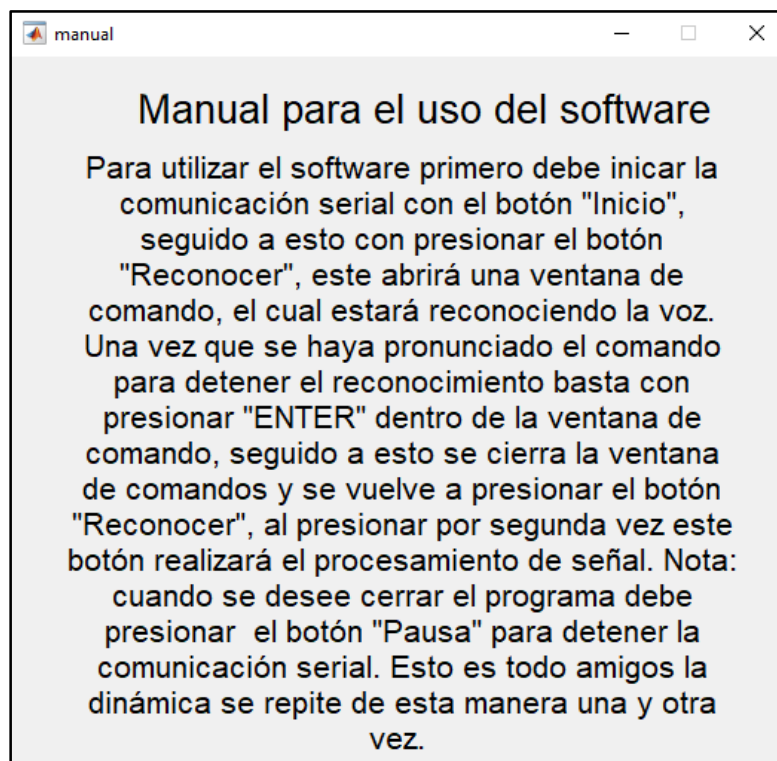 manual
Manual para el uso del software
Para utilizar el software primero debe inicar la
comunicación serial con el botón "Inicio",
seguido a esto con presionar el botón
"Reconocer", este abrirá una ventana de
comando, el cual estará reconociendo la voz.
Una vez que se haya pronunciado el comando
para detener el reconocimiento basta con
presionar "ENTER" dentro de la ventana de
comando, seguido a esto se cierra la ventana
de comandos y se vuelve a presionar el botón
"Reconocer", al presionar por segunda vez este
botón realizará el procesamiento de señal. Nota:
cuando se desee cerrar el programa debe
presionar  el botón "Pausa" para detener la
comunicación serial. Esto es todo amigos la
dinámica se repite de esta manera una y otra
vez.